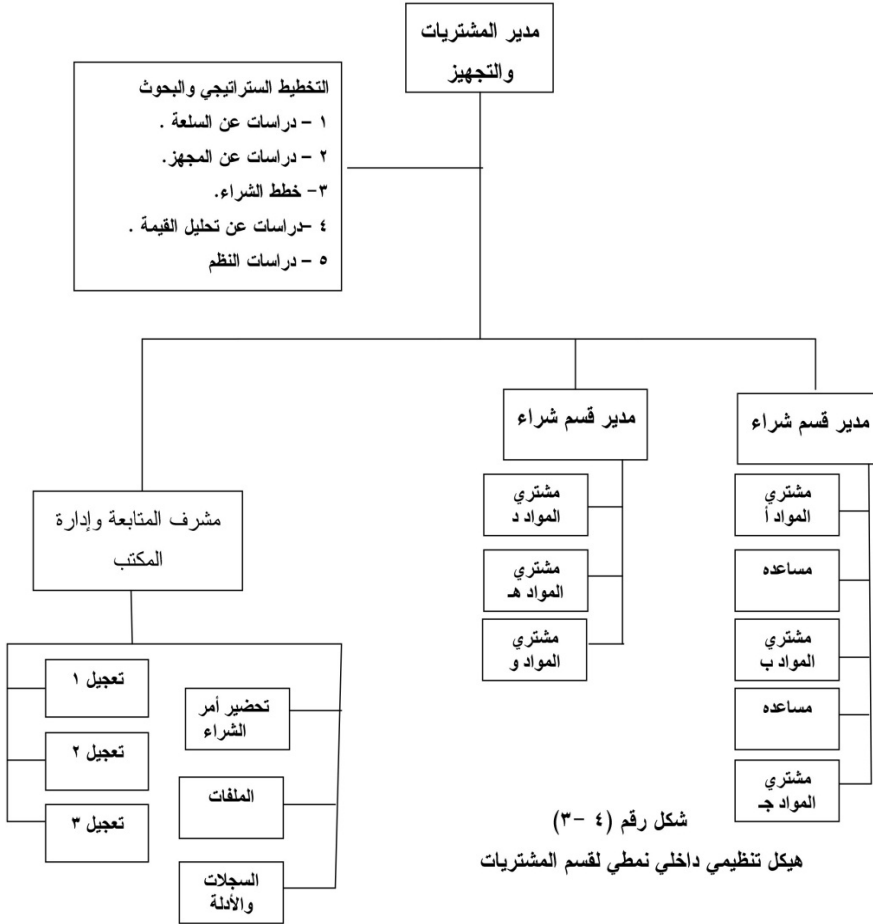 مدير المشتريات
والتجهيز
التخطيط الستراتيجي والبحوث
١ – دراسات عن السلعة .
٢ – دراسات عن المجهز.
٣- خطط الشراء.
٤ –دراسات عن تحليل القيمة .
٥ – دراسات النظم
مدير قسم شراء
مشتري
المواد أ
مساعده
مشتري
المواد ب
مساعده
مشتري
المواد جـ
مدير قسم شراء
مشتري
المواد د
مشتري
المواد هـ
مشتري
المواد و
مشرف المتابعة وإدارة
المكتب
تحضير أمر
الشراء
الملفات
السجلات
والأدلة
تعجيل ١
تعجيل ٢
تعجيل ٣
شكل رقم (٤ –٣)
هيكل تنظيمي داخلي نمطي لقسم المشتريات